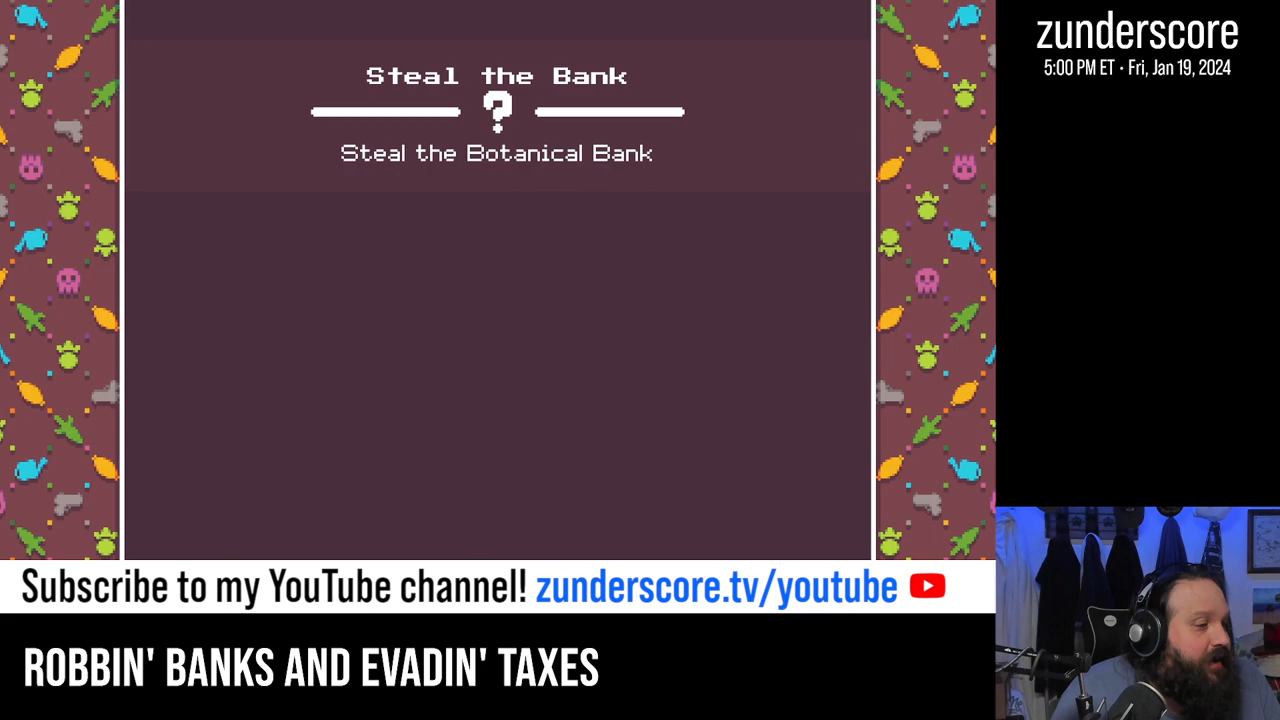 Steal the Bank
?
Steal the Botanical Bank
zunderscore
5:00 PM ET • Fri, Jan 19, 2024
Subscribe to my YouTube channel! zunderscore.tv/youtube
ROBBIN' BANKS AND EVADIN' TAXES